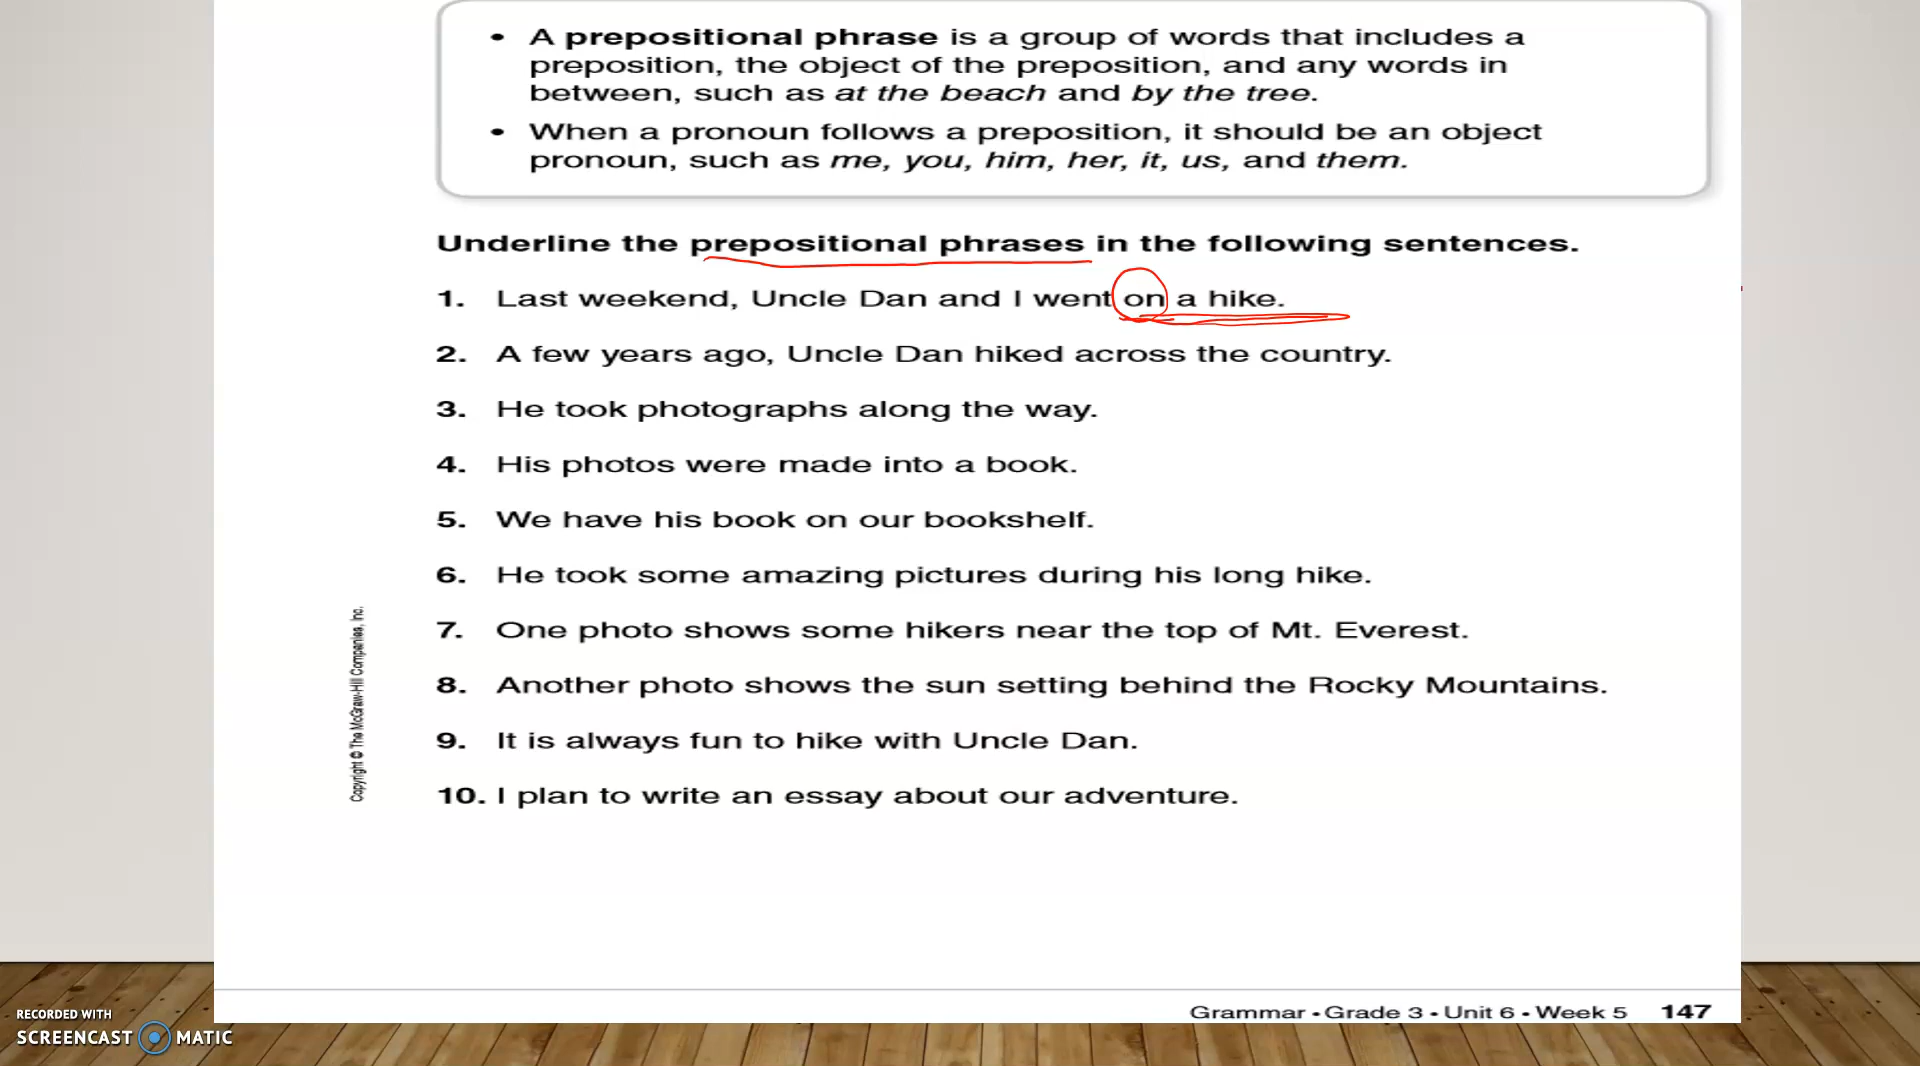 • A prepositional phrase is a group of words that includes a
preposition, the object of the preposition, and any words in
between, such as at the beach and by the tree.
• When a pronoun follows a preposition, it should be an object
pronoun, such as me, you, him, her, it, us, and them.
Underline the prepositional phrases in the following sentences.
1. Last weekend, Uncle Dan and I went on a hike.
2. A few years ago, Uncle Dan hiked across the country.
3. He took photographs along the way.
4. His photos were made into a book.
5. We have his book on our bookshelf.
6. He took some amazing pictures during his long hike.
7. One photo shows some hikers near the top of Mt. Everest.
8. Another photo shows the sun setting behind the Rocky Mountains.
9. It is always fun to hike with Uncle Dan.
10. I plan to write an essay about our adventure.
Copyright © The McGraw-Hill Companies, Inc.
Grammar • Grade 3 • Unit 6 • Week 5 147
RECORDED WITH
SCREENCAST MATIC